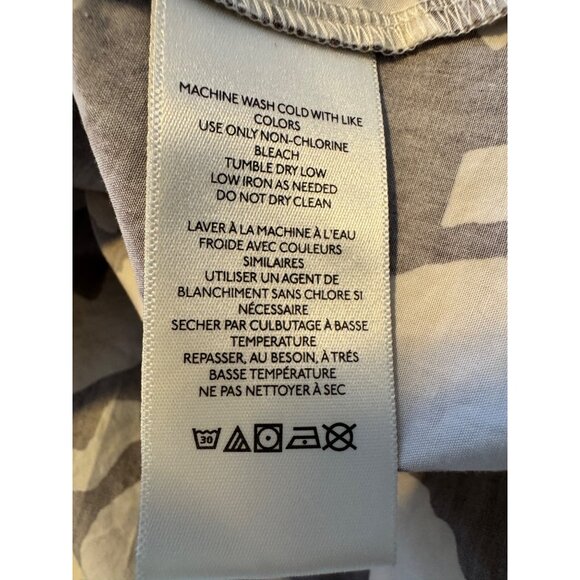 MACHINE WASH COLD WITH LIKE
COLORS
USE ONLY NON-CHLORINE
BLEACH
TUMBLE DRY LOW
LOW IRON AS NEEDED
DO NOT DRY CLEAN
LAVER À LA MACHINE À L'EAU
FROIDE AVEC COULEURS
SIMILAIRES
UTILISER UN AGENT DE
BLANCHIMENT SANS CHLORE SI
NÉCESSAIRE
SECHER PAR CULBUTAGE À BASSE
TEMPERATURE
REPASSER, AU BESOIN, À TRÉS
BASSE TEMPÉRATURE
NE PAS NETTOYER À SEC
30